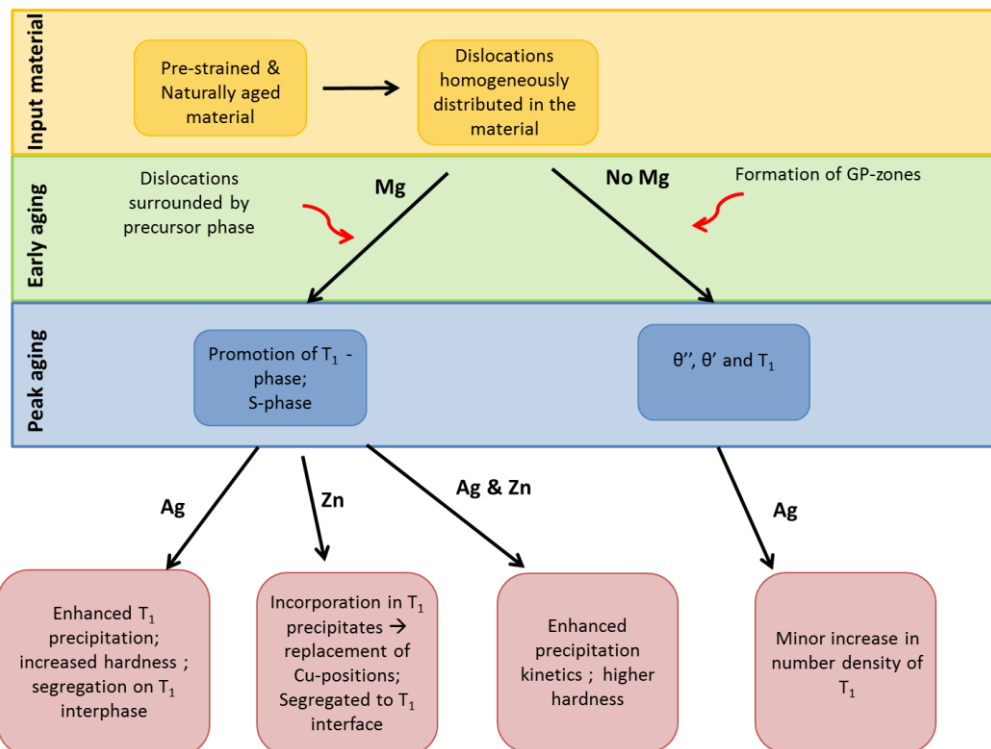 Input material
Pre-strained &
Naturally aged
material
Dislocations
homogeneously
distributed in the
material
Early aging
Dislocations
surrounded by
precursor phase
Mg
No Mg
Formation of GP-zones
Peak aging
Promotion of T₁ -
phase;
S-phase
θ’’, θ’ and T₁
Ag
Zn
Ag & Zn
Ag
Enhanced T₁
precipitation;
increased hardness ;
segregation on T₁
interphase
Incorporation in T₁
precipitates →
replacement of
Cu-positions;
Segregated to T₁
interface
Enhanced
precipitation
kinetics ; higher
hardness
Minor increase in
number density of
T₁